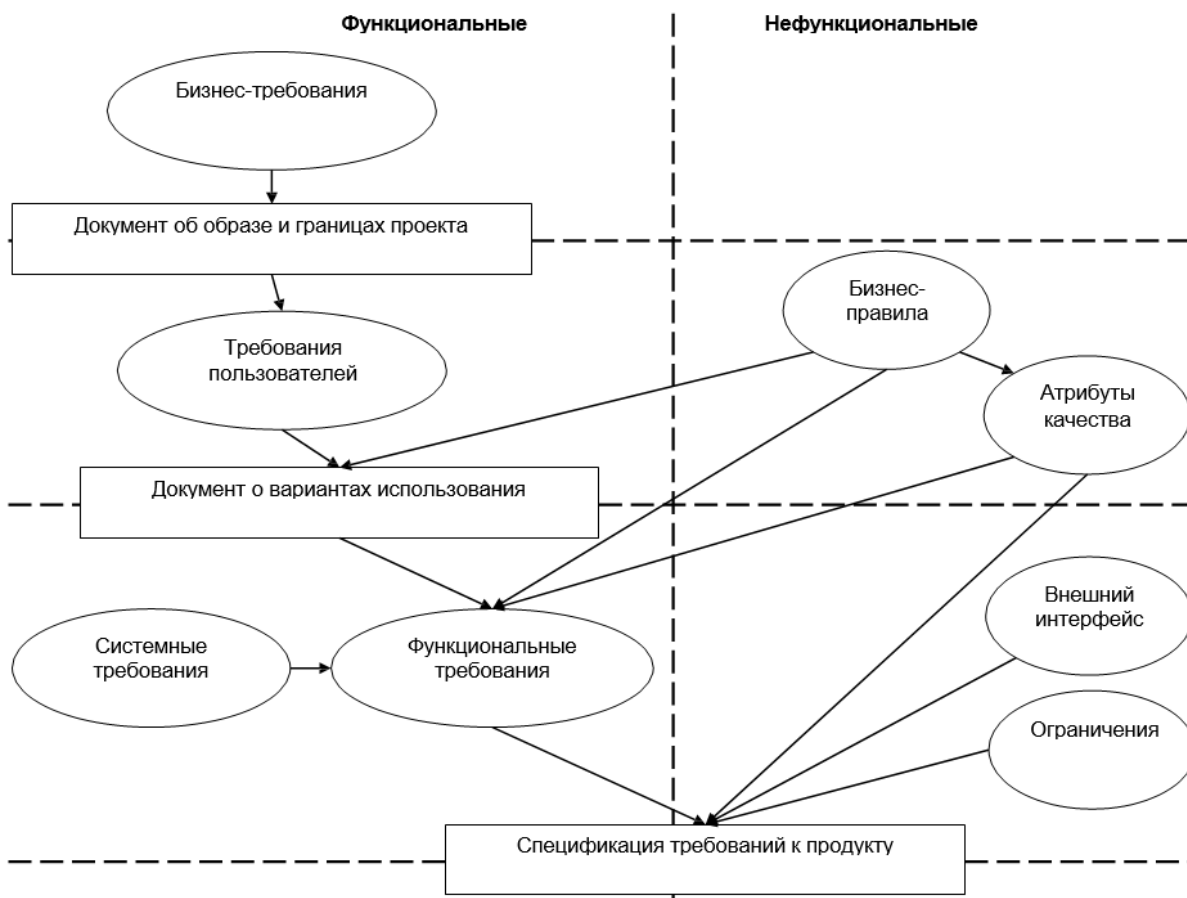 Функциональные
Нефункциональные
Бизнес-требования
Документ об образе и границах проекта
Бизнес-
правила
Требования
пользователей
Атрибуты
качества
Документ о вариантах использования
Внешний
интерфейс
Системные
требования
Функциональные
требования
Ограничения
Спецификация требований к продукту